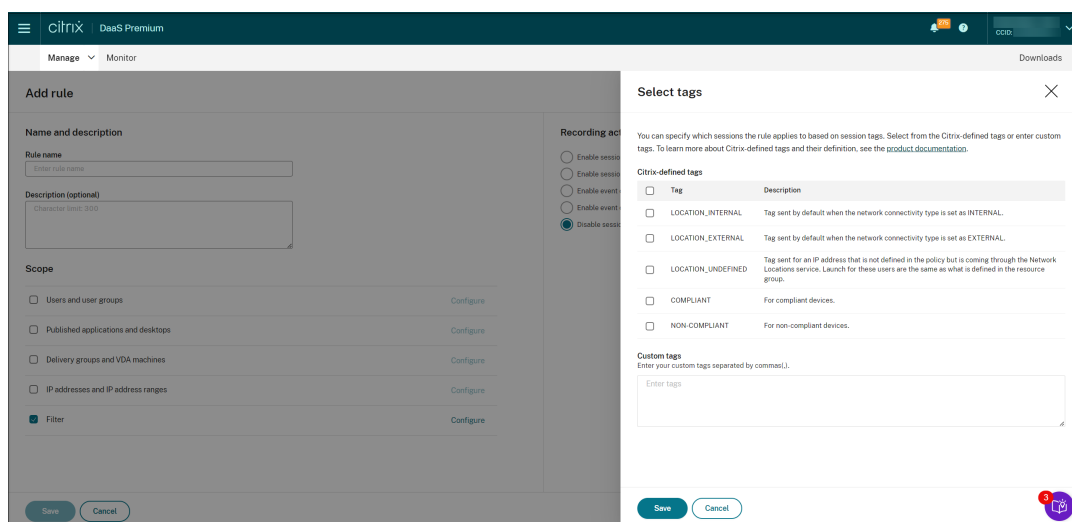 citrix | DaaS Premium
275
?
CCID:
Manage
Monitor
Downloads
Add rule
Name and description
Rule name
Enter rule name
Description (optional)
Character limit: 300
Scope
Users and user groups
Configure
Published applications and desktops
Configure
Delivery groups and VDA machines
Configure
IP addresses and IP address ranges
Configure
Filter
Configure
Save
Cancel
Recording act
Enable sessio
Enable sessio
Enable event
Enable event
Disable sessio
Select tags
You can specify which sessions the rule applies to based on session tags. Select from the Citrix-defined tags or enter custom
tags. To learn more about Citrix-defined tags and their definition, see the product documentation.
Citrix-defined tags
Tag
Description
LOCATION_INTERNAL
Tag sent by default when the network connectivity type is set as INTERNAL.
LOCATION_EXTERNAL
Tag sent by default when the network connectivity type is set as EXTERNAL.
LOCATION_UNDEFINED
Tag sent for an IP address that is not defined in the policy but is coming through the Network
Locations service. Launch for these users are the same as what is defined in the resource
group.
COMPLIANT
For compliant devices.
NON-COMPLIANT
For non-compliant devices.
Custom tags
Enter your custom tags separated by commas(,).
Enter tags
Save
Cancel
3